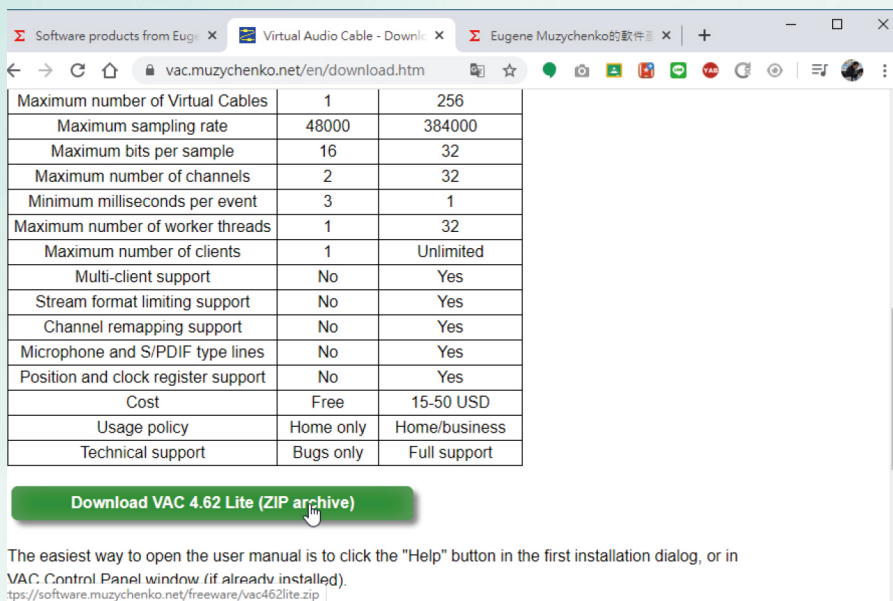 Software products from Euge
Virtual Audio Cable - Downlo
Eugene Muzychenko的軟件產
vac.muzychenko.net/en/download.htm
Maximum number of Virtual Cables 1 256
Maximum sampling rate 48000 384000
Maximum bits per sample 16 32
Maximum number of channels 2 32
Minimum milliseconds per event 3 1
Maximum number of worker threads 1 32
Maximum number of clients 1 Unlimited
Multi-client support No Yes
Stream format limiting support No Yes
Channel remapping support No Yes
Microphone and S/PDIF type lines No Yes
Position and clock register support No Yes
Cost Free 15-50 USD
Usage policy Home only Home/business
Technical support Bugs only Full support
Download VAC 4.62 Lite (ZIP archive)
The easiest way to open the user manual is to click the "Help" button in the first installation dialog, or in
VAC Control Panel window (if already installed).
tps://software.muzychenko.net/freeware/vac462lite.zip